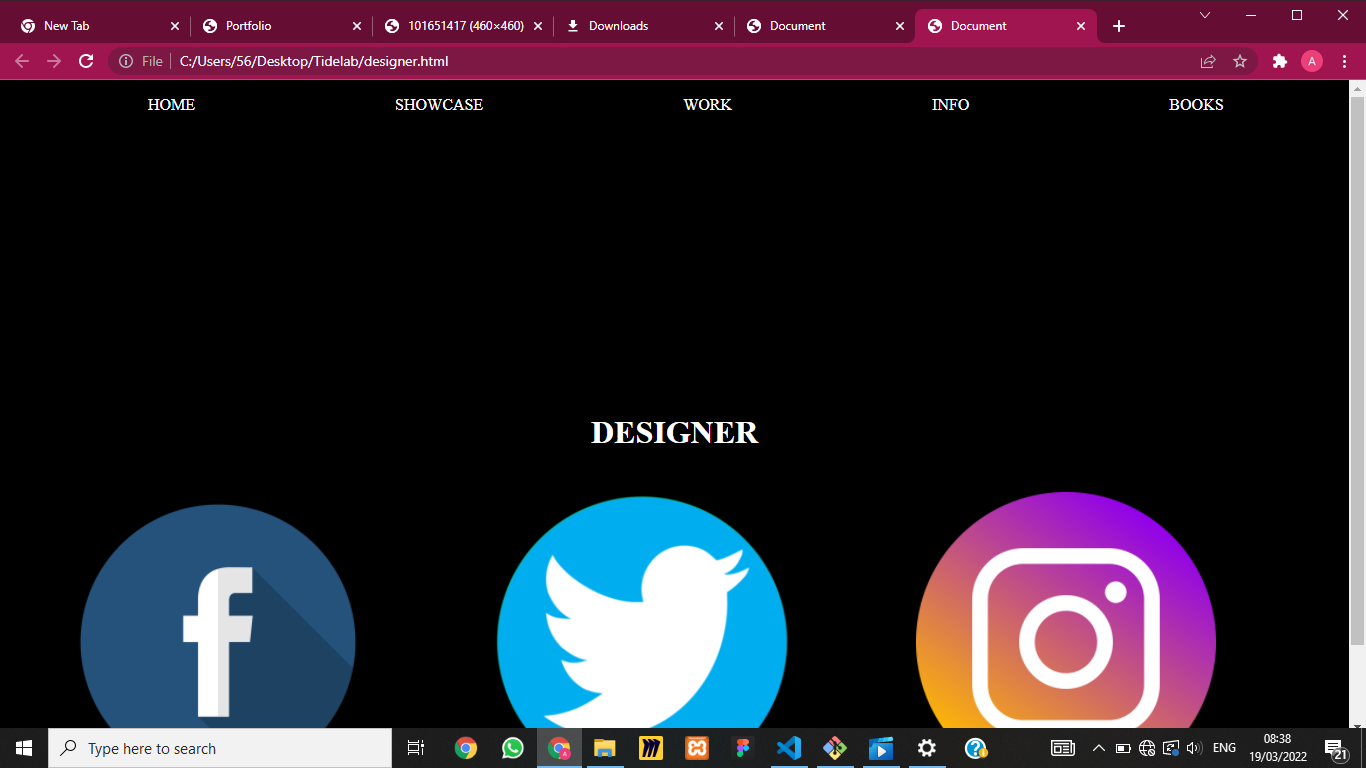 New Tab
Portfolio
101651417 (460×460)
Downloads
Document
Document
File
C:/Users/56/Desktop/Tidelab/designer.html
A
HOME
SHOWCASE
WORK
INFO
BOOKS
DESIGNER
f
Type here to search
A
ENG
08:38
19/03/2022
21